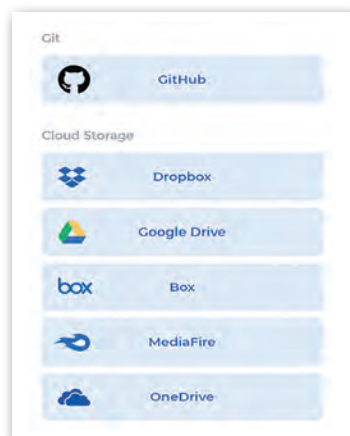 Git
GitHub
Cloud Storage
Dropbox
Google Drive
box Box
MediaFire
OneDrive